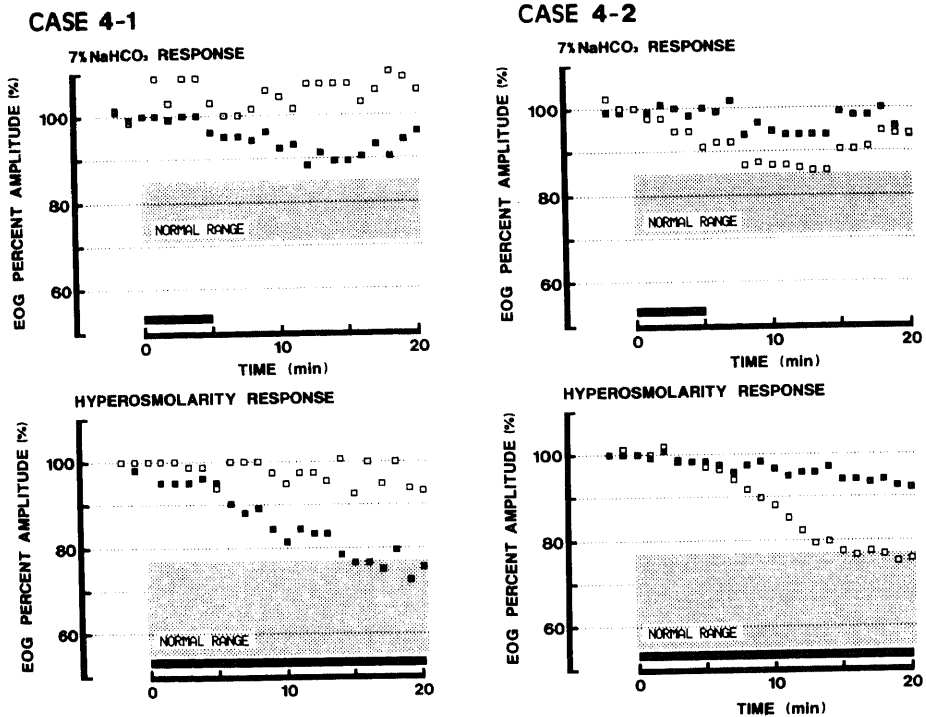 CASE 4-1
7% NaHCO₃ RESPONSE
EOG PERCENT AMPLITUDE (%)
100
80
60
NORMAL RANGE
0
10
20
TIME (min)
HYPEROSMOLARITY RESPONSE
EOG PERCENT AMPLITUDE (%)
100
80
60
NORMAL RANGE
0
10
20
CASE 4-2
7% NaHCO₃ RESPONSE
EOG PERCENT AMPLITUDE (%)
100
80
60
NORMAL RANGE
0
10
20
TIME (min)
HYPEROSMOLARITY RESPONSE
EOG PERCENT AMPLITUDE (%)
100
80
60
NORMAL RANGE
0
10
20
TIME (min)